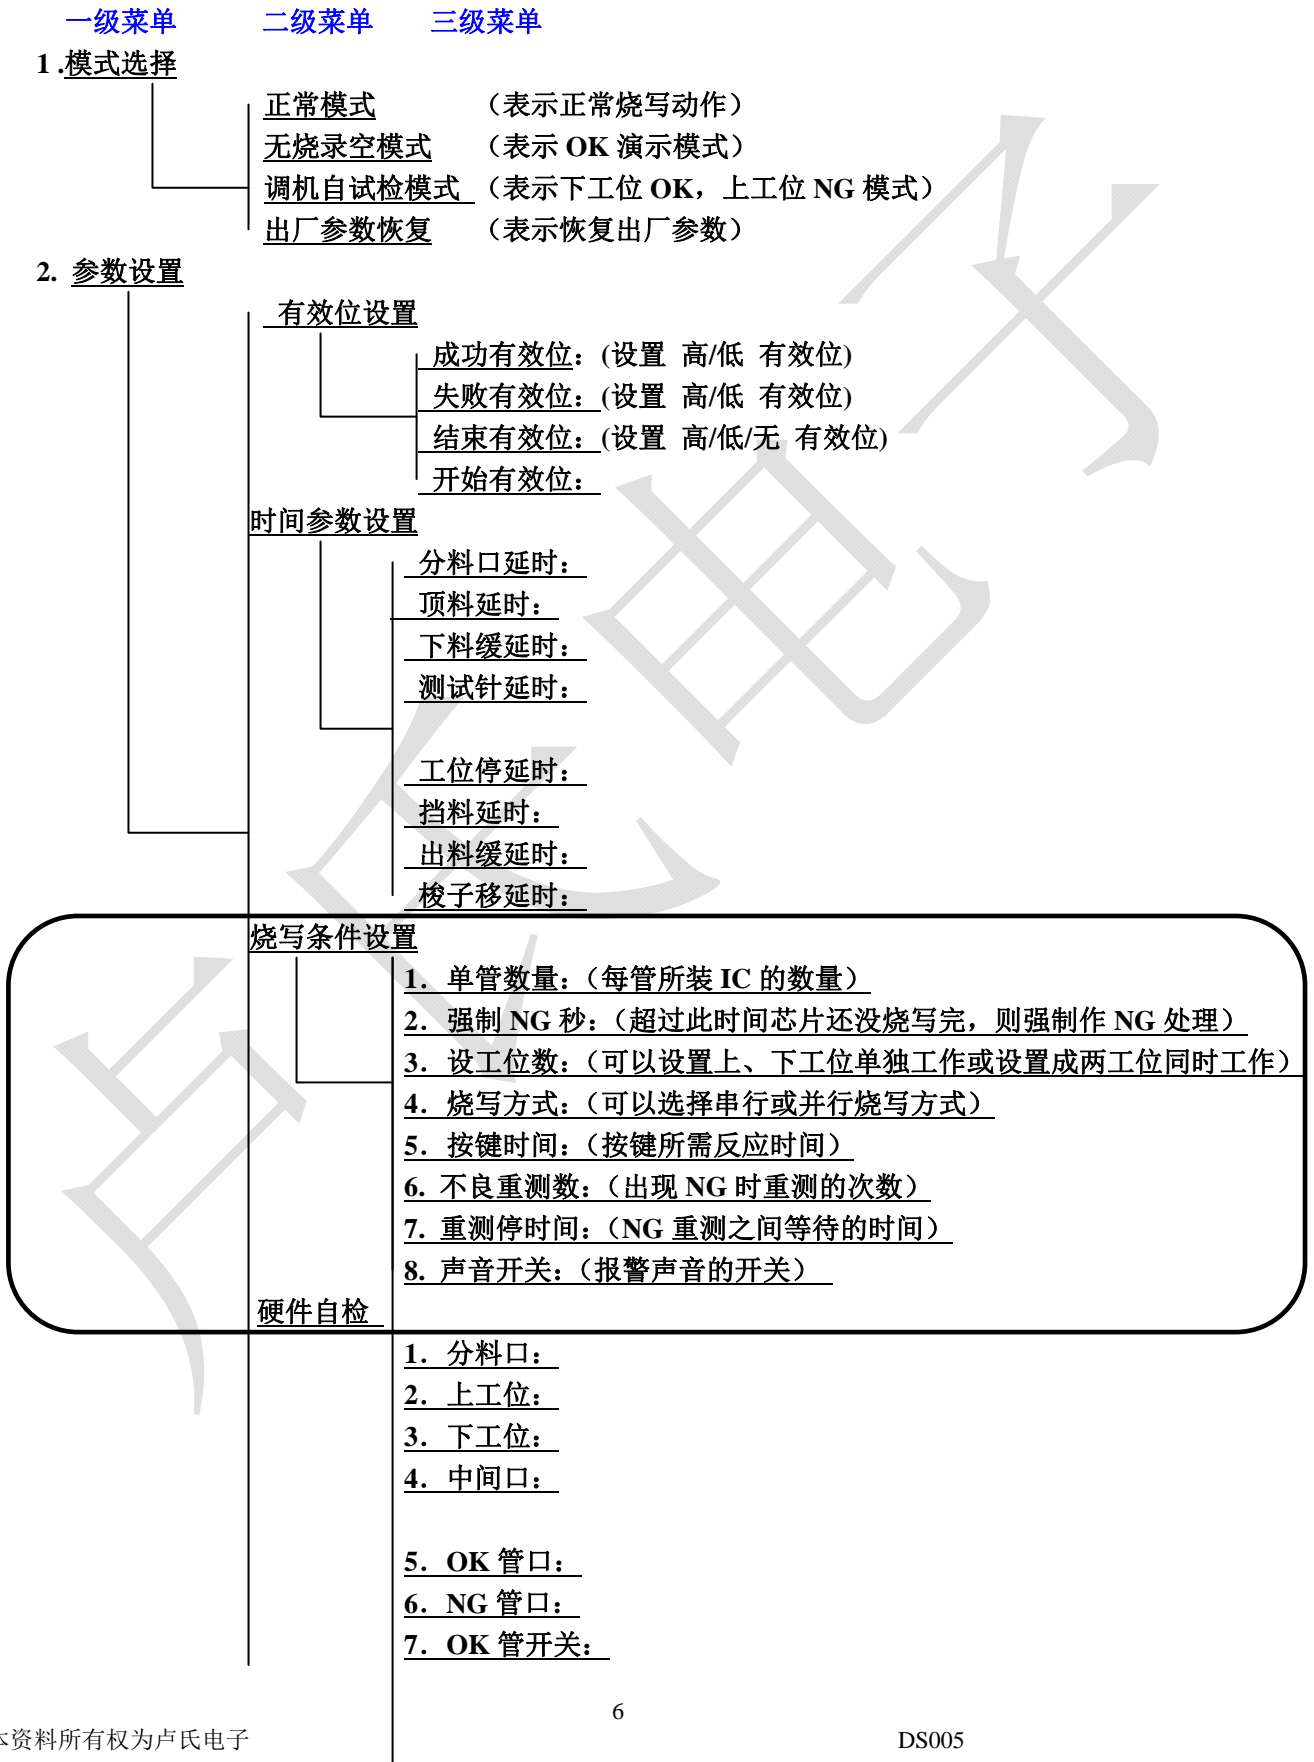 一级菜单 二级菜单 三级菜单
1 .模式选择
正常模式 （表示正常烧写动作）
无烧录空模式 （表示 OK 演示模式）
调机自试检模式 （表示下工位 OK，上工位 NG 模式）
出厂参数恢复 （表示恢复出厂参数）
2. 参数设置
有效位设置
成功有效位：(设置 高/低 有效位)
失败有效位：(设置 高/低 有效位)
结束有效位：(设置 高/低/无 有效位)
开始有效位：
时间参数设置
分料口延时：
顶料延时：
下料缓延时：
测试针延时：
工位停延时：
挡料延时：
出料缓延时：
梭子移延时：
烧写条件设置
1．单管数量：（每管所装 IC 的数量）
2．强制 NG 秒：（超过此时间芯片还没烧写完，则强制作 NG 处理）
3．设工位数：（可以设置上、下工位单独工作或设置成两工位同时工作）
4．烧写方式：（可以选择串行或并行烧写方式）
5．按键时间：（按键所需反应时间）
6. 不良重测数：（出现 NG 时重测的次数）
7. 重测停时间：（NG 重测之间等待的时间）
8. 声音开关：（报警声音的开关）
硬件自检
1．分料口：
2．上工位：
3．下工位：
4．中间口：
5．OK 管口：
6．NG 管口：
7．OK 管开关：
6
本资料所有权为卢氏电子 DS005
卢氏电子